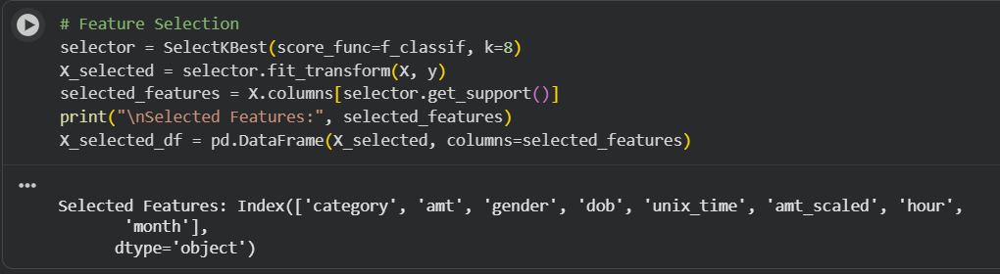 # Feature Selection
selector = SelectKBest(score_func=f_classif, k=8)
X_selected = selector.fit_transform(X, y)
selected_features = X.columns[selector.get_support()]
print("\nSelected Features:", selected_features)
X_selected_df = pd.DataFrame(X_selected, columns=selected_features)
...
Selected Features: Index(['category', 'amt', 'gender', 'dob', 'unix_time', 'amt_scaled', 'hour',
       'month'],
      dtype='object')